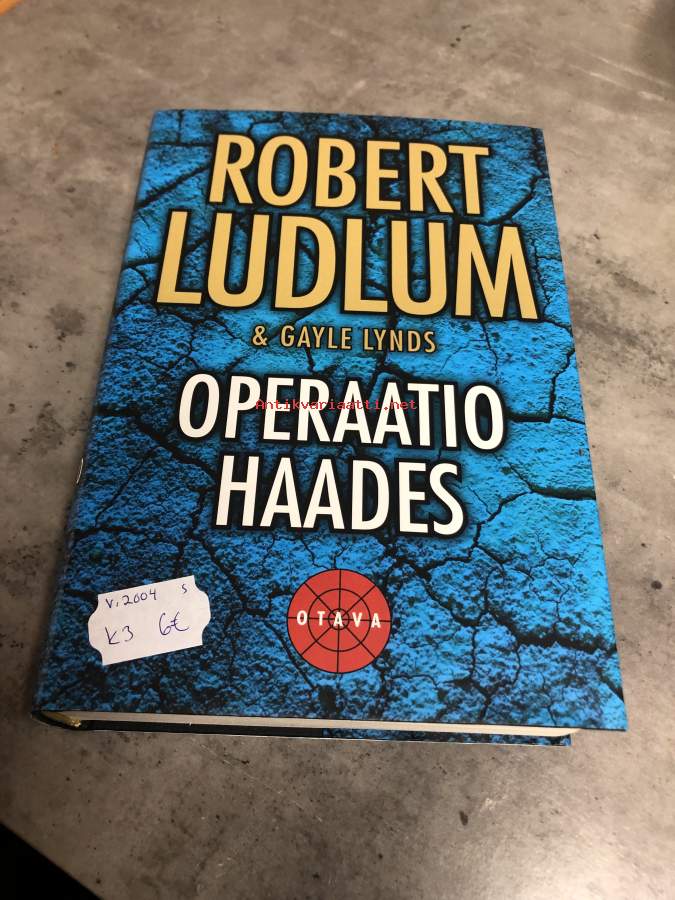 ROBERT
LUDLUM
& GAYLE LYNDS
OPERAATIO
Antikvariaatti.net
HAADES
OTAVA
V. 2004 S
K3 6€